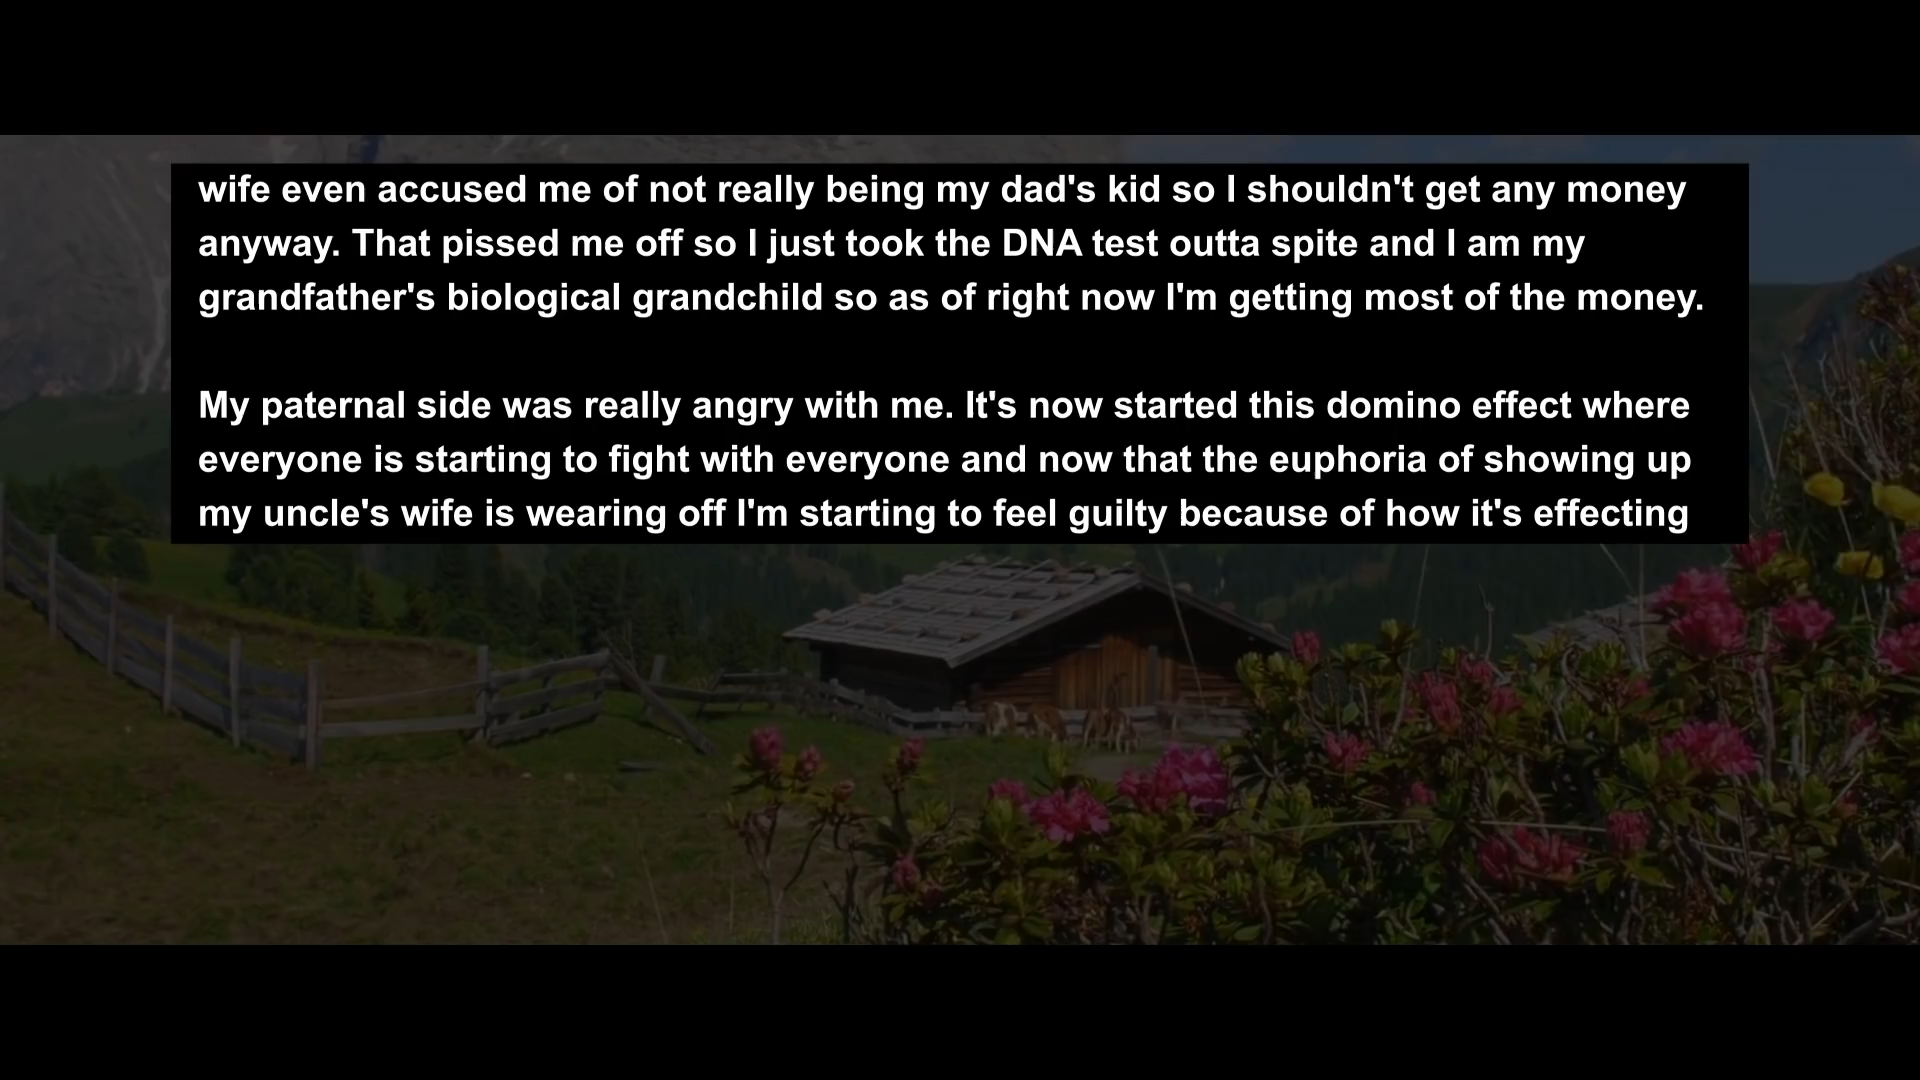 wife even accused me of not really being my dad's kid so I shouldn't get any money
anyway. That pissed me off so I just took the DNA test outta spite and I am my
grandfather's biological grandchild so as of right now I'm getting most of the money.
My paternal side was really angry with me. It's now started this domino effect where
everyone is starting to fight with everyone and now that the euphoria of showing up
my uncle's wife is wearing off I'm starting to feel guilty because of how it's effecting